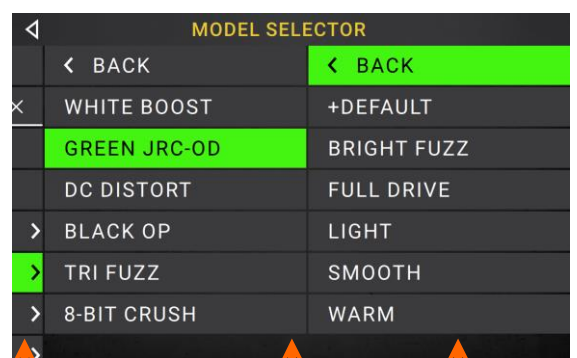 MODEL SELECTOR
< BACK
WHITE BOOST
GREEN JRC-OD
DC DISTORT
BLACK OP
TRI FUZZ
8-BIT CRUSH
< BACK
+DEFAULT
BRIGHT FUZZ
FULL DRIVE
LIGHT
SMOOTH
WARM